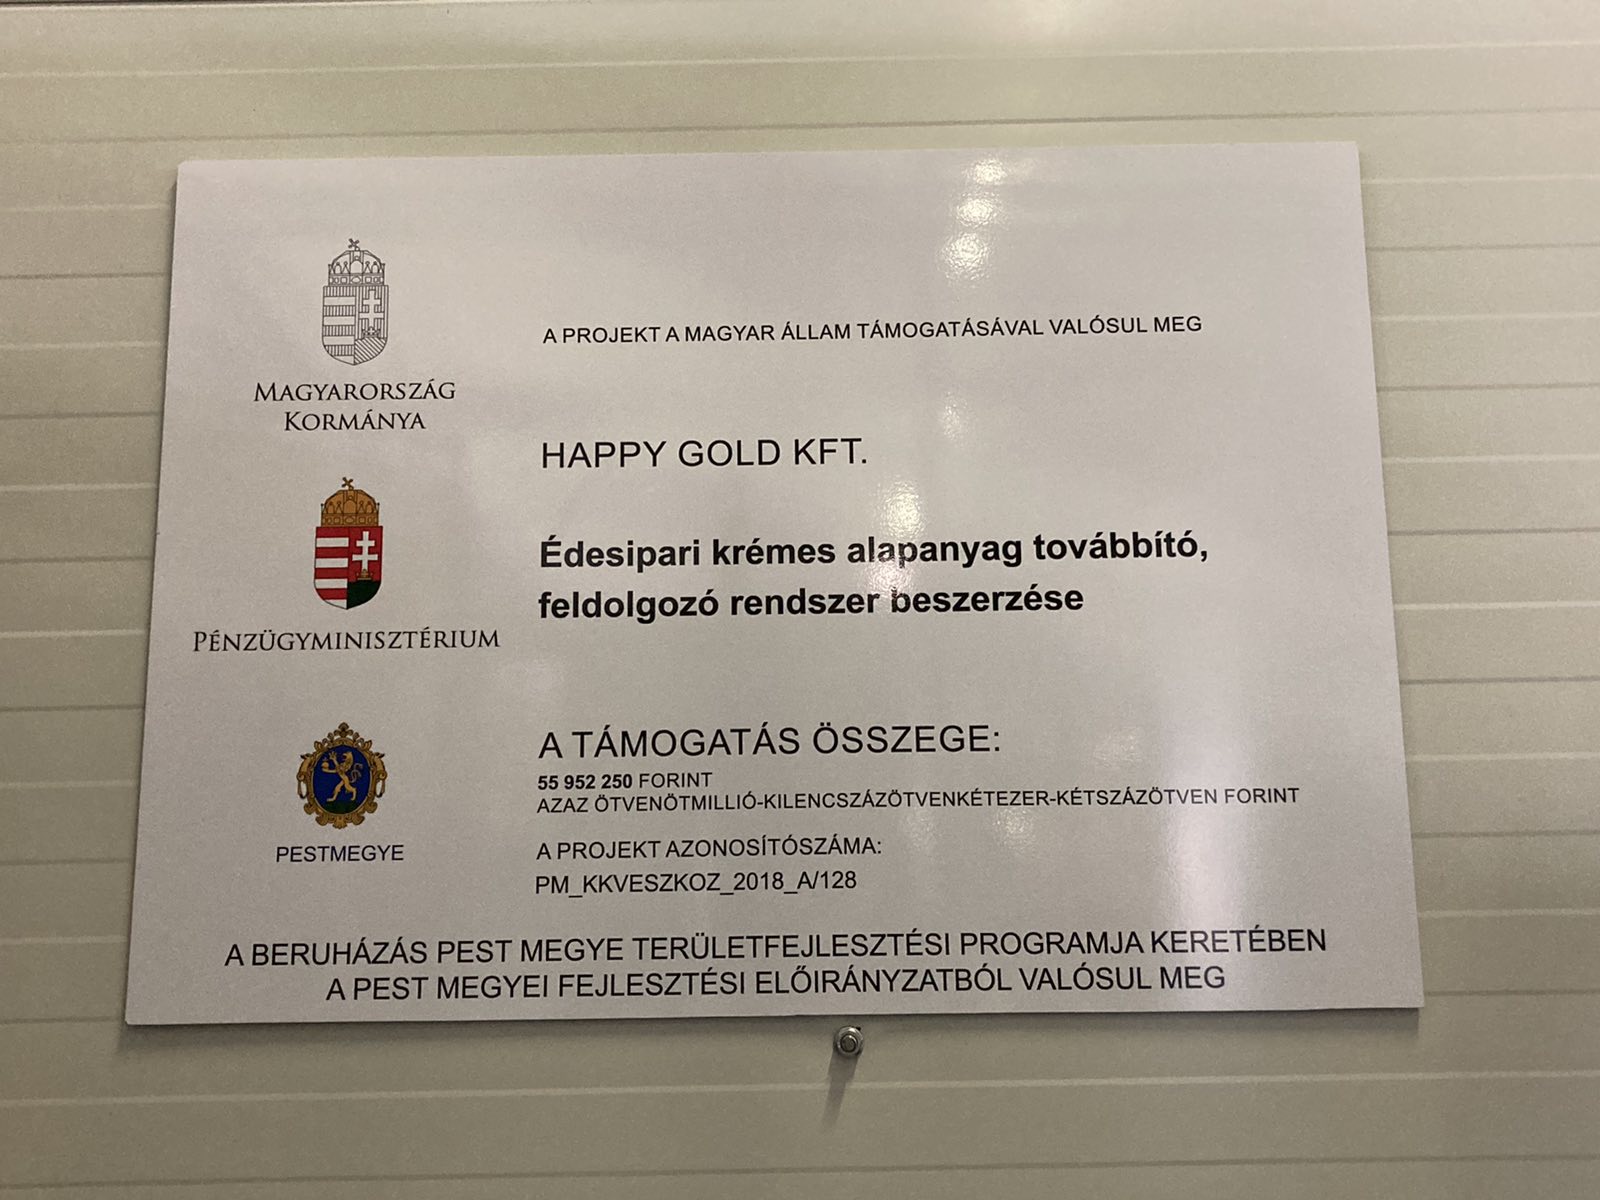 MAGYARORSZÁG
KORMÁNYA
A PROJEKT A MAGYAR ÁLLAM TÁMOGATÁSÁVAL VALÓSUL MEG
HAPPY GOLD KFT.
Édesipari krémes alapanyag továbbító,
feldolgozó rendszer beszerzése
PÉNZÜGYMINISZTÉRIUM
A TÁMOGATÁS ÖSSZEGE:
55 952 250 FORINT
AZAZ ÖTVENÖTMILLIÓ-KILENCSZÁZÖTVENKÉTEZER-KÉTSZÁZÖTVEN FORINT
PESTMEGYE
A PROJEKT AZONOSÍTÓSZÁMA:
PM_KKVESZKOZ_2018_A/128
A BERUHÁZÁS PEST MEGYE TERÜLETFEJLESZTÉSI PROGRAMJA KERETÉBEN
A PEST MEGYEI FEJLESZTÉSI ELŐIRÁNYZATBÓL VALÓSUL MEG